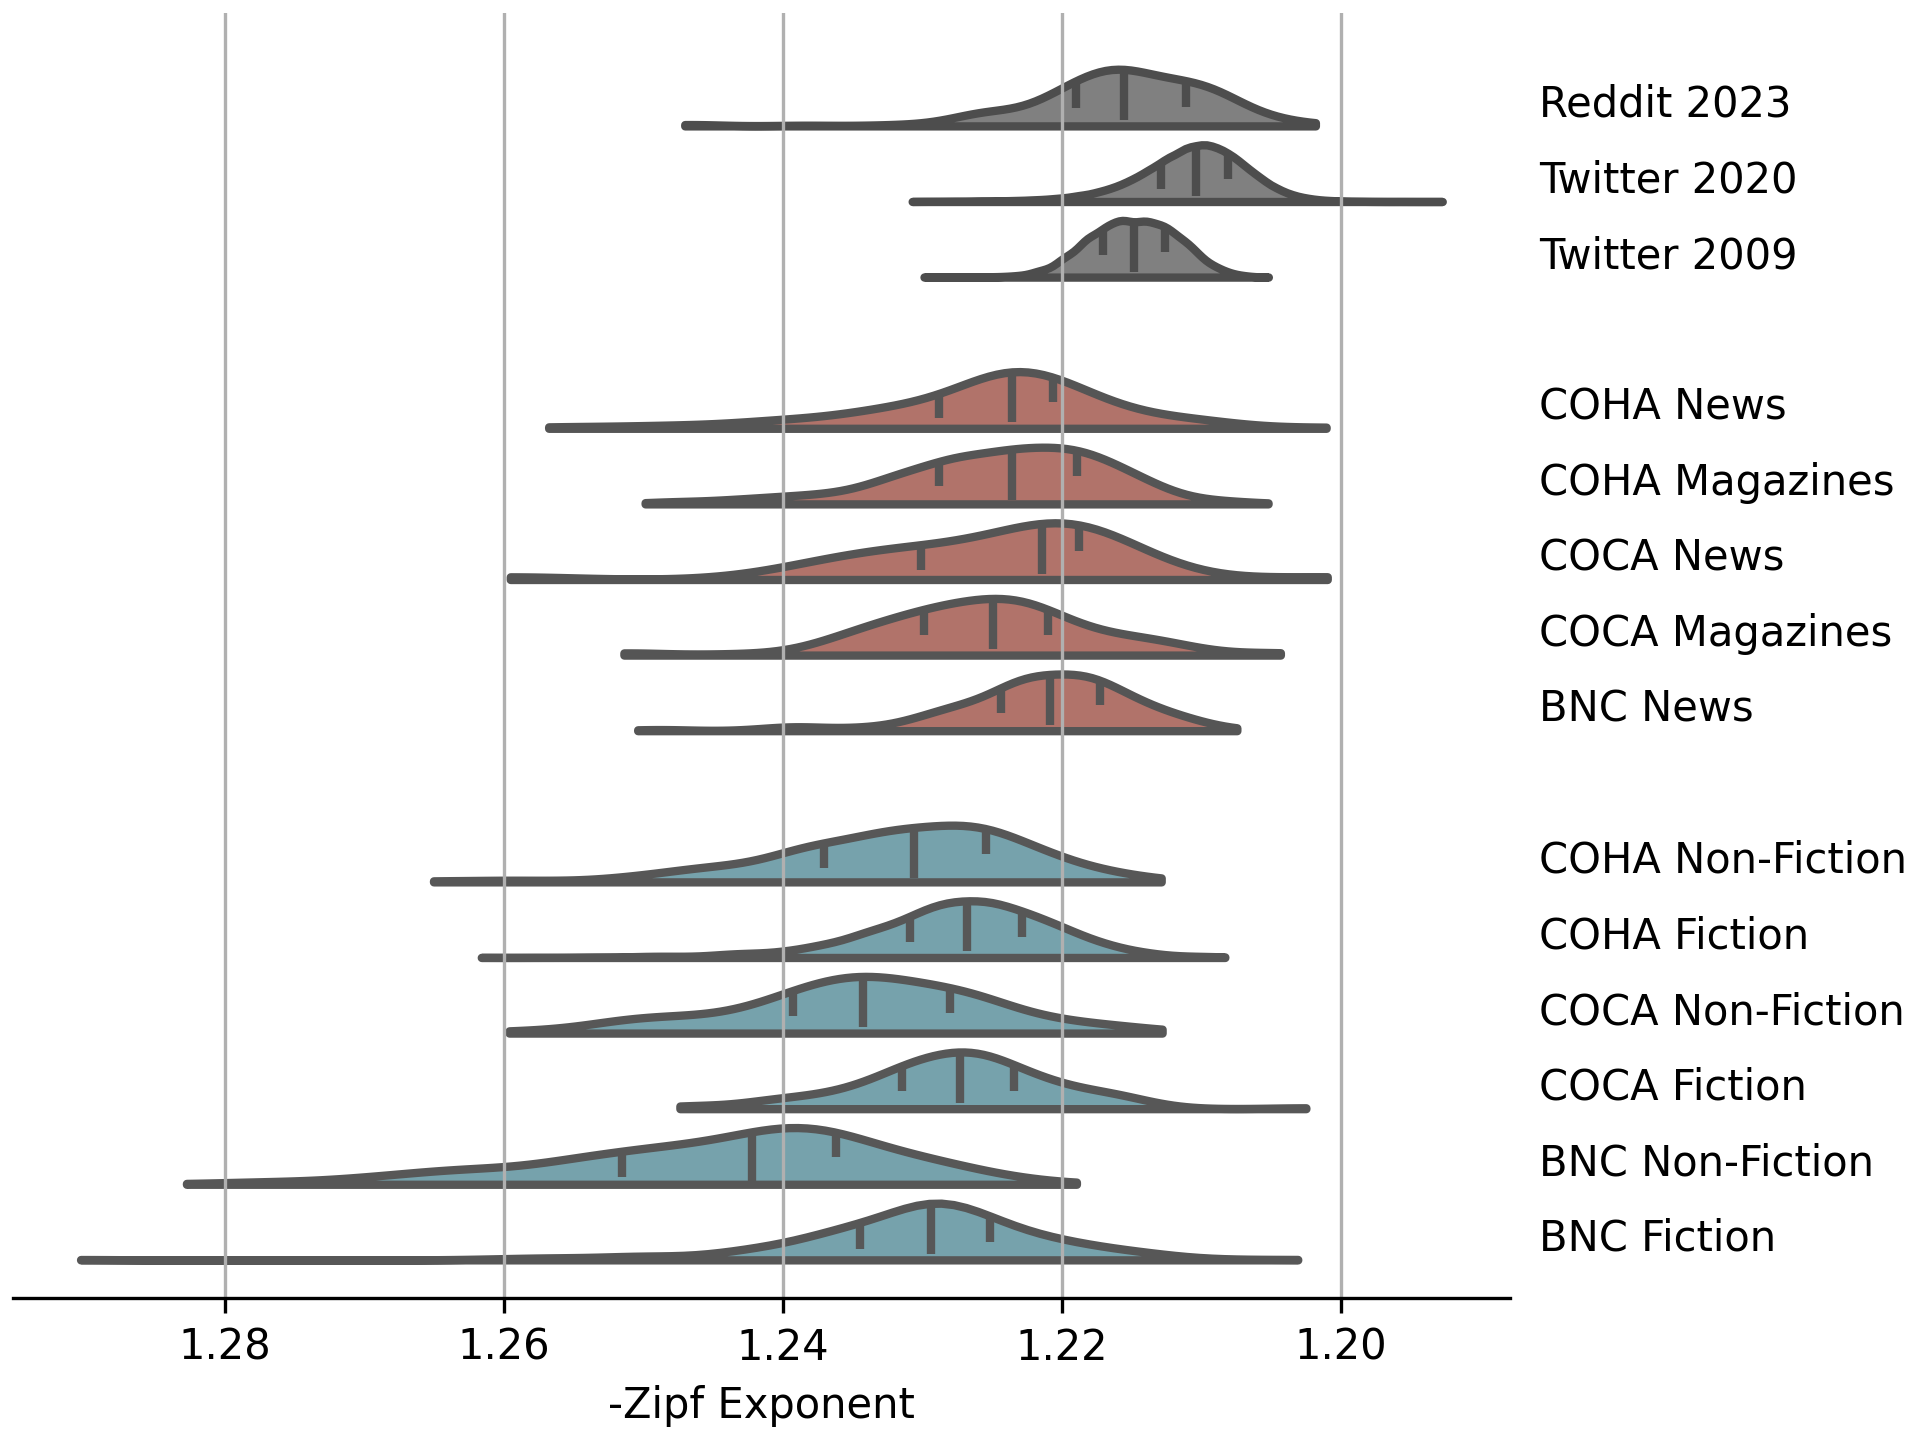 Reddit 2023
Twitter 2020
Twitter 2009
COHA News
COHA Magazines
COCA News
COCA Magazines
BNC News
COHA Non-Fiction
COHA Fiction
COCA Non-Fiction
COCA Fiction
BNC Non-Fiction
BNC Fiction
1.28 1.26 1.24 1.22 1.20
-Zipf Exponent